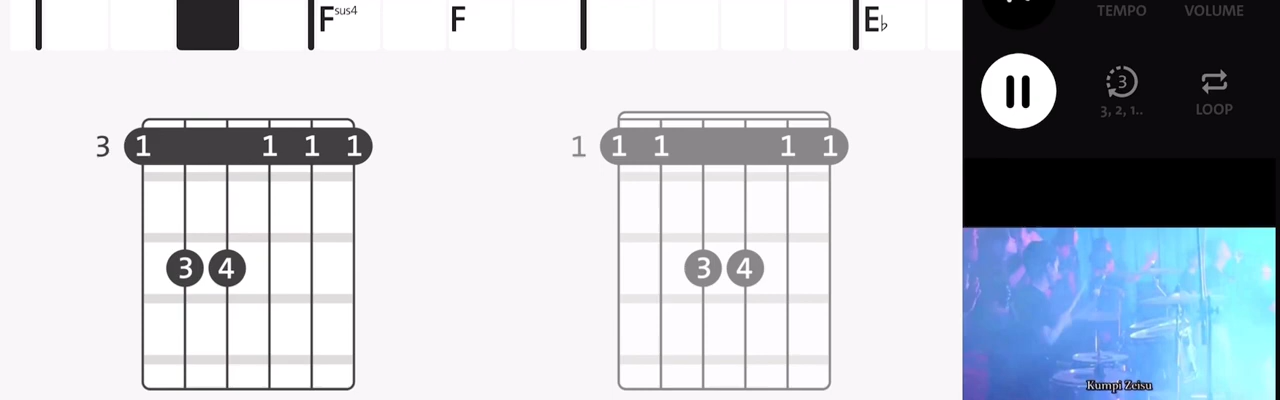 Fsus4 F E♭
TEMPO VOLUME
3 1 1 1 1
1 1 1 1 1
3
3, 2, 1..
LOOP
3 4
3 4
Kumpi Zeisu